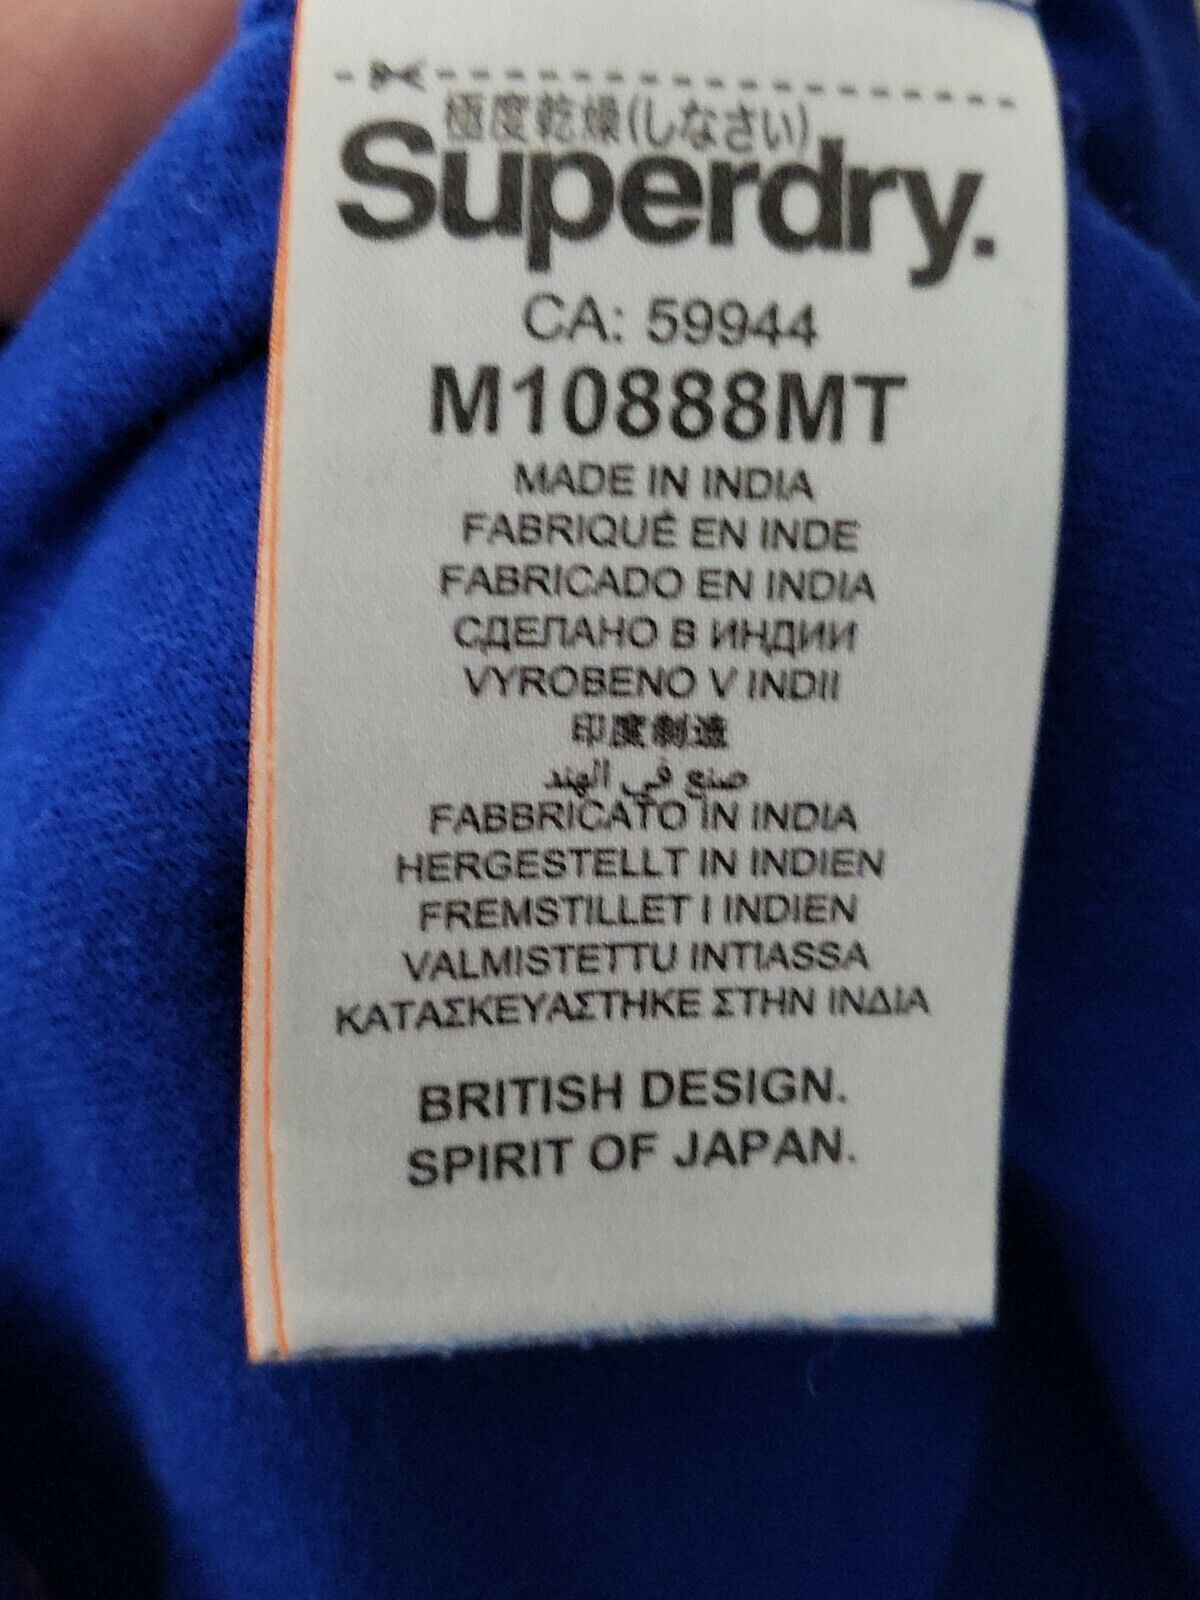 極度乾燥(しなさい)
Superdry.
CA: 59944
M10888MT
MADE IN INDIA
FABRIQUÉ EN INDE
FABRICADO EN INDIA
СДЕЛАНО В ИНДИИ
VYROBENO V INDII
印度制造
صنع في الهند
FABBRICATO IN INDIA
HERGESTELLT IN INDIEN
FREMSTILLET I INDIEN
VALMISTETTU INTIASSA
ΚΑΤΑΣΚΕΥΑΣΤΗΚΕ ΣΤΗΝ ΙΝΔΙΑ
BRITISH DESIGN.
SPIRIT OF JAPAN.